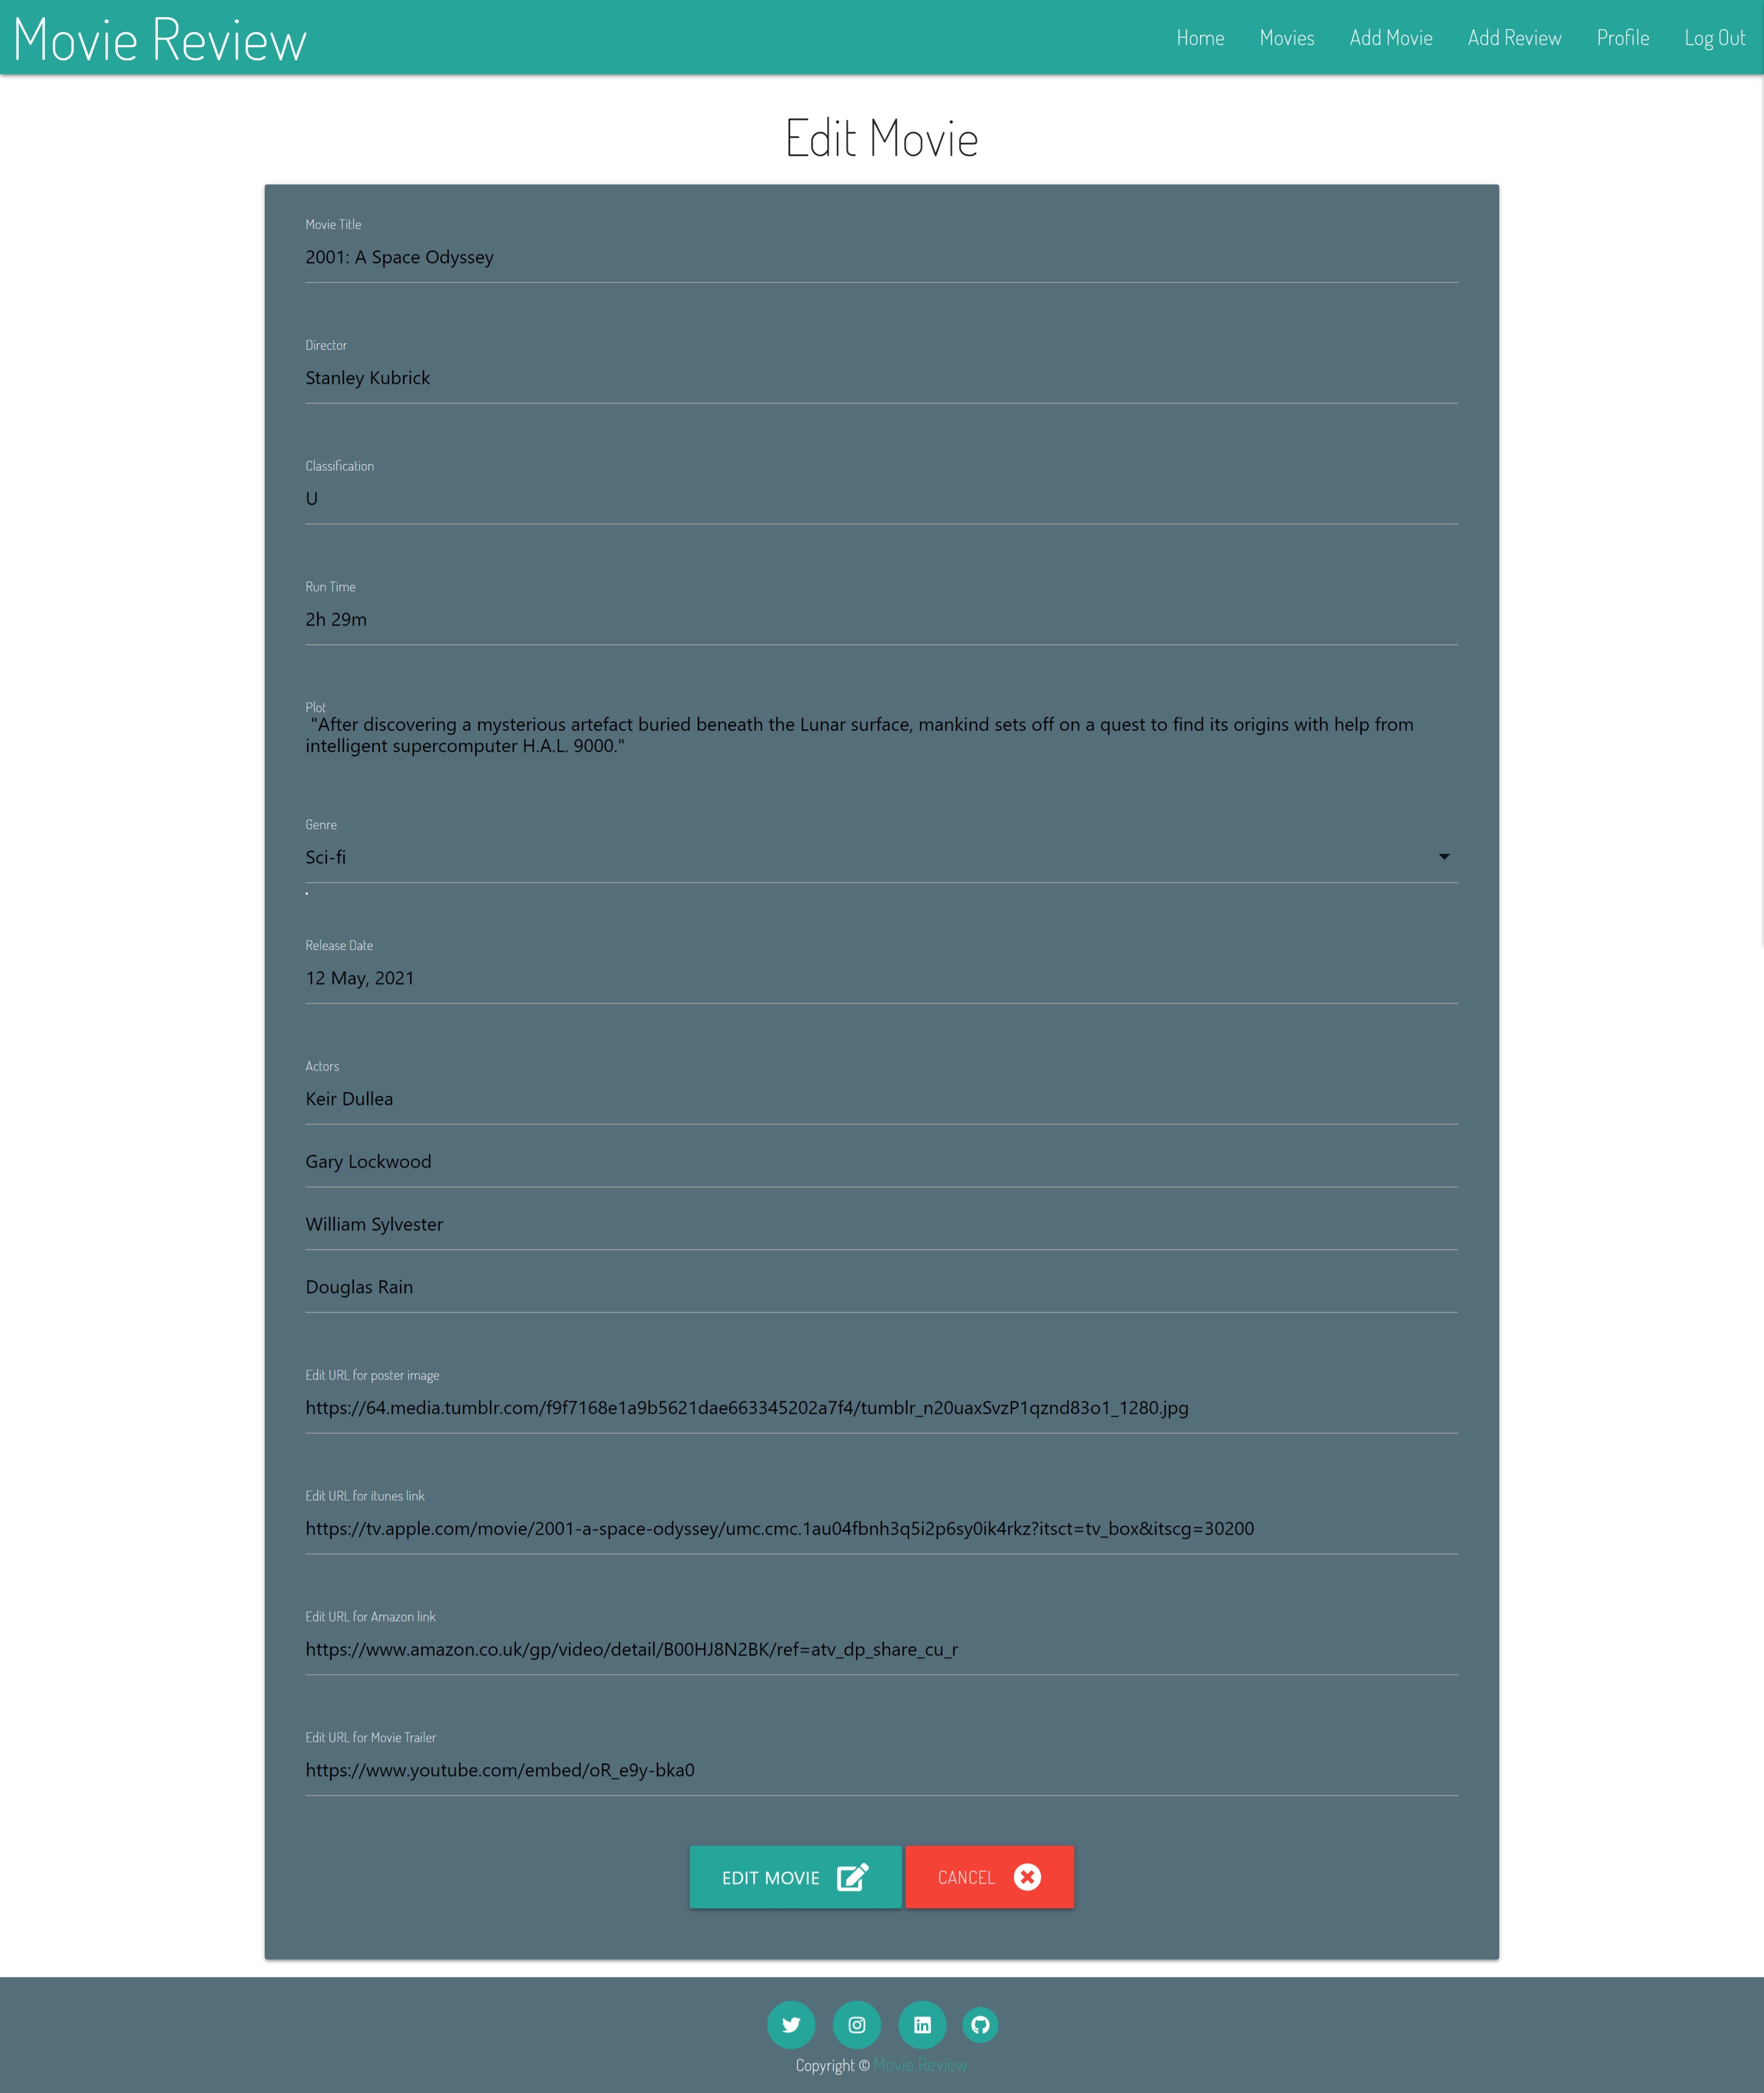 Movie Review
Home Movies Add Movie Add Review Profile Log Out
Edit Movie
Movie Title
2001: A Space Odyssey
Director
Stanley Kubrick
Classification
U
Run Time
2h 29m
Plot
"After discovering a mysterious artefact buried beneath the Lunar surface, mankind sets off on a quest to find its origins with help from
intelligent supercomputer H.A.L. 9000."
Genre
Sci-fi
Release Date
12 May, 2021
Actors
Keir Dullea
Gary Lockwood
William Sylvester
Douglas Rain
Edit URL for poster image
https://64.media.tumblr.com/f9f7168e1a9b5621dae663345202a7f4/tumblr_n20uaxSvzP1qznd83o1_1280.jpg
Edit URL for itunes link
https://tv.apple.com/movie/2001-a-space-odyssey/umc.cmc.1au04fbnh3q5i2p6sy0ik4rkz?itsct=tv_box&itscg=30200
Edit URL for Amazon link
https://www.amazon.co.uk/gp/video/detail/B00HJ8N2BK/ref=atv_dp_share_cu_r
Edit URL for Movie Trailer
https://www.youtube.com/embed/oR_e9y-bka0
EDIT MOVIE CANCEL
Copyright © Movie Review